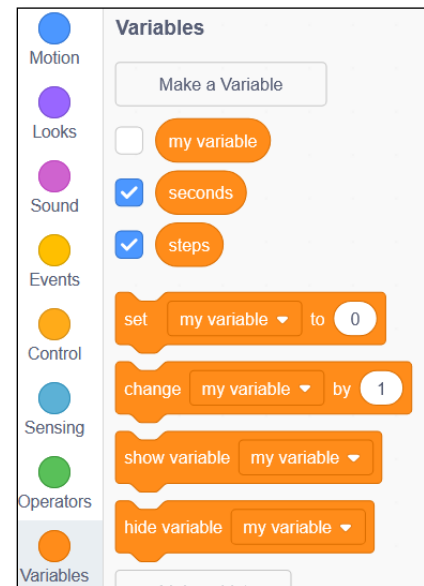 Variables
Make a Variable
my variable
seconds
steps
set my variable to 0
change my variable by 1
show variable my variable
hide variable my variable
Motion
Looks
Sound
Events
Control
Sensing
Operators
Variables